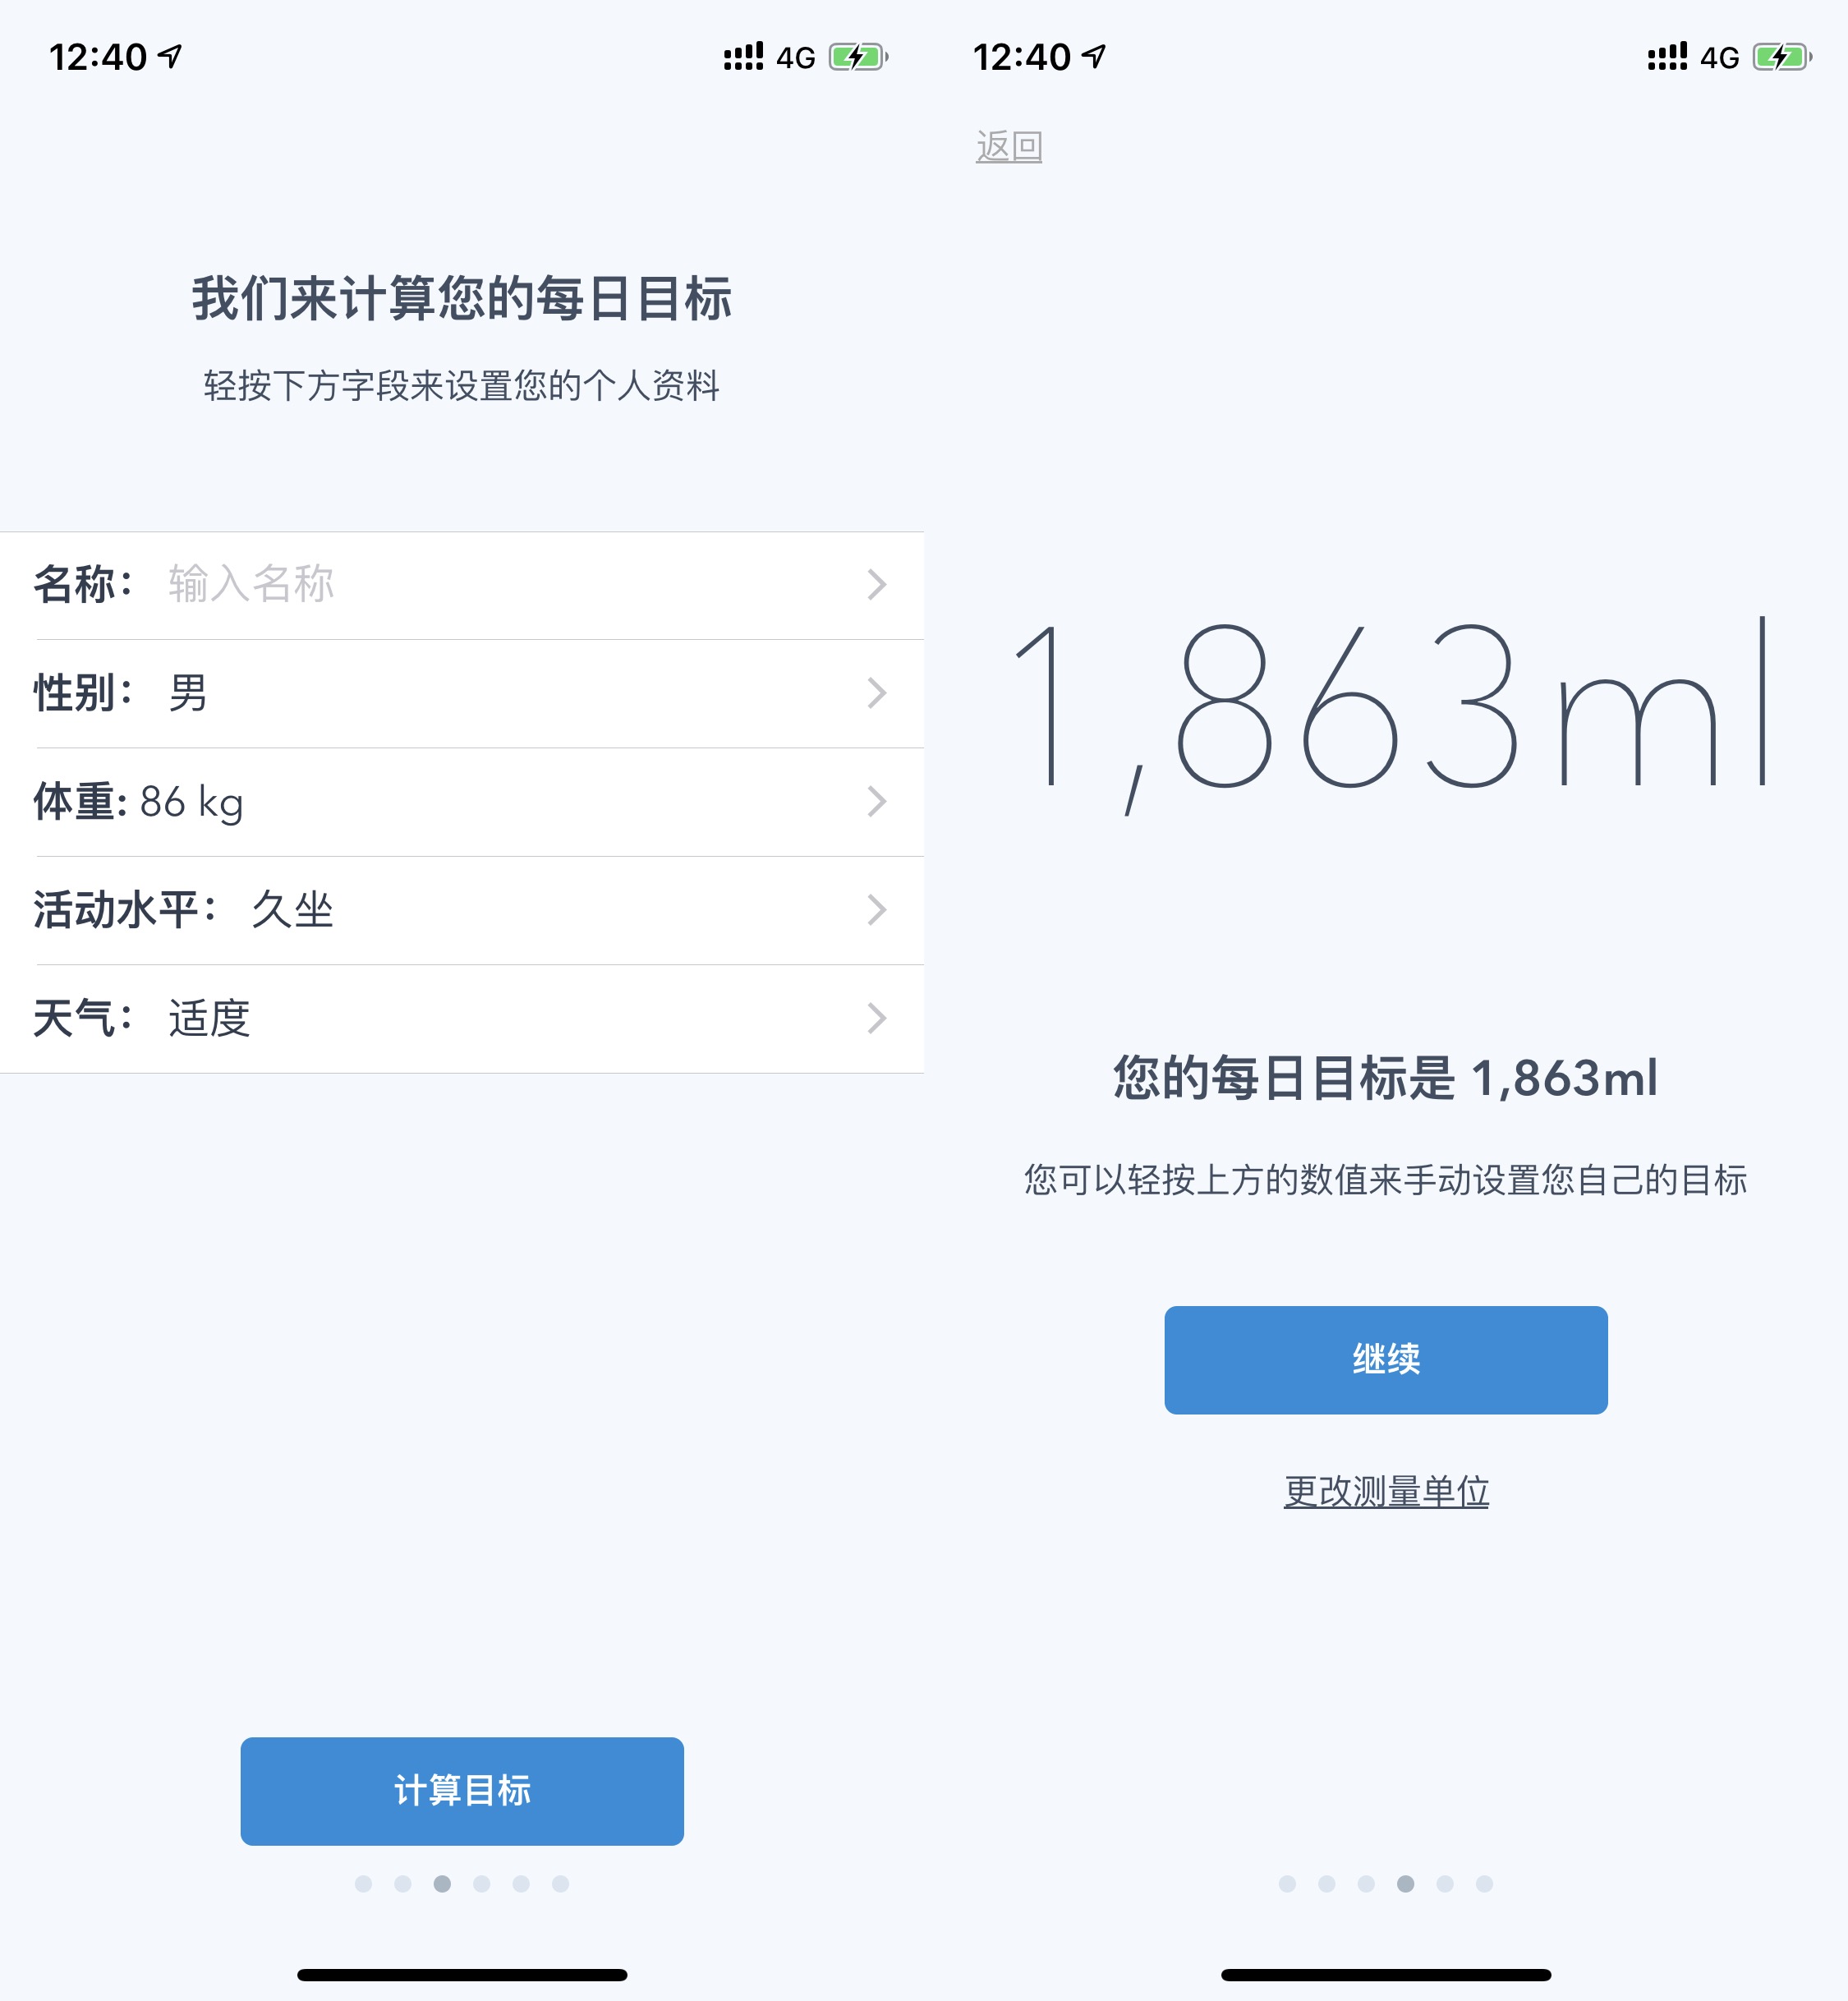 12:40
4G
我们来计算您的每日目标
轻按下方字段来设置您的个人资料
名称： 输入名称
性别： 男
体重: 86 kg
活动水平： 久坐
天气： 适度
计算目标
12:40
4G
返回
1,863ml
您的每日目标是 1,863ml
您可以轻按上方的数值来手动设置您自己的目标
继续
更改测量单位